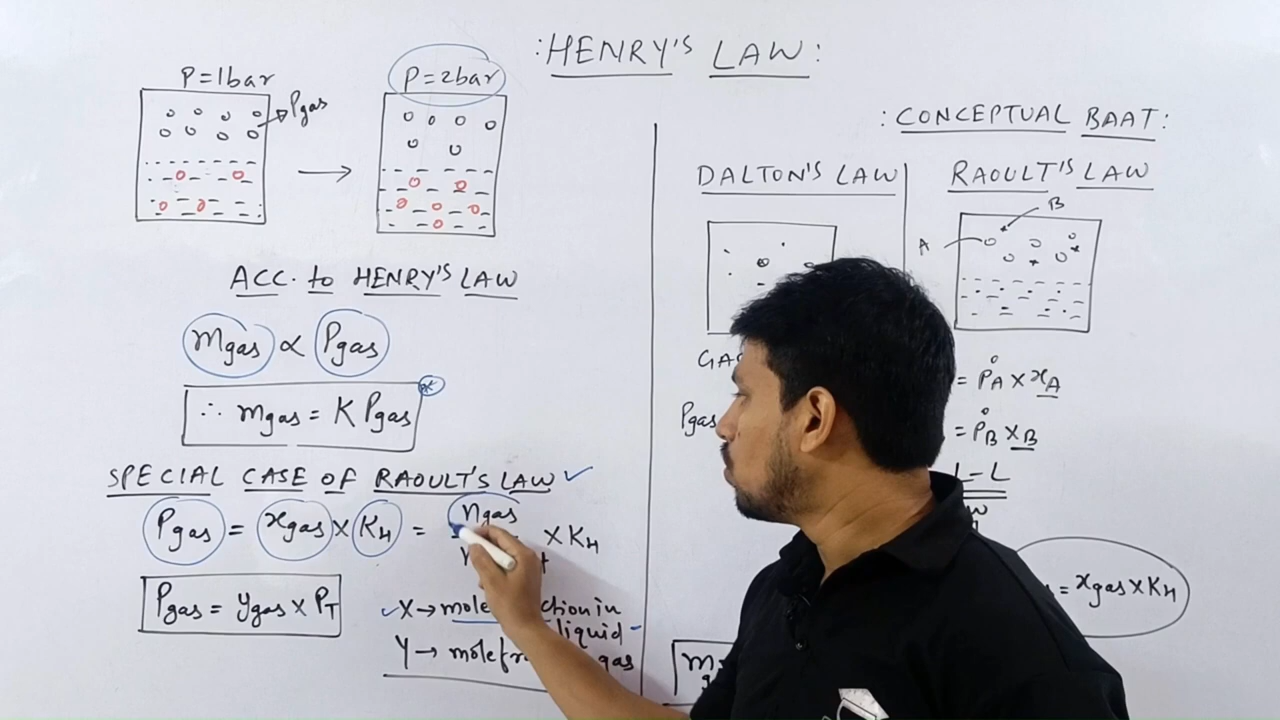 :HENRY'S LAW:
P=1bar
P=2bar
Pgas
ACC. to HENRY'S LAW
mgas ∝ Pgas
∴ mgas = K Pgas
SPECIAL CASE OF RAOULT'S LAW ✓
Pgas = xgas × KH = ngas × KH
Pgas = ygas × PT
✓ X → mole in liquid
Y → mole gas
:CONCEPTUAL BAAT:
DALTON'S LAW
Pgas
RAOULT'S LAW
A
B
= P°A × xA
= P°B × B
L-L
= xgas × KH